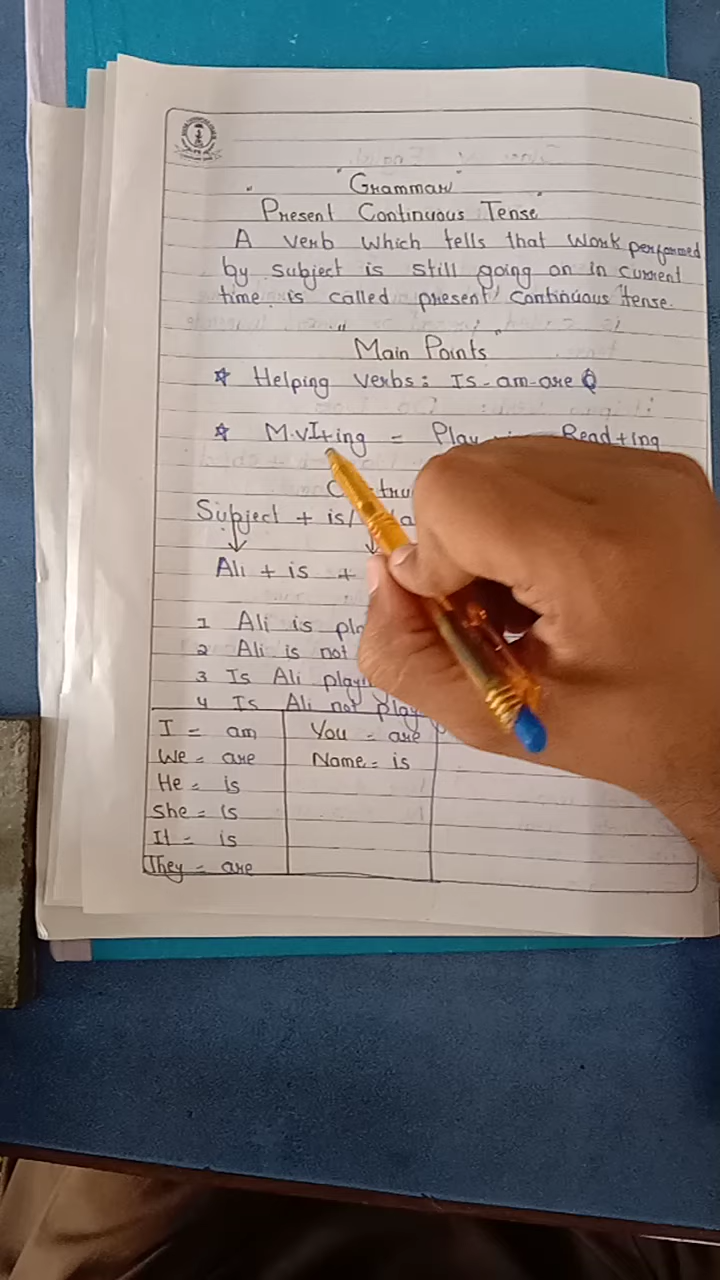 Grammar
Present Continuous Tense
A verb which tells that work performed
by subject is still going on in current
time is called present continuous tense.
Main Points
Helping verbs: Is-am-are
M.vI+ing = Play Read+ing
Subject + is/
Ali + is +
1 Ali is
2 Ali is not
3 Is Ali
4 Is Ali not play
I = am You = are
We = are Name = is
He = is
She = is
It = is
They = are